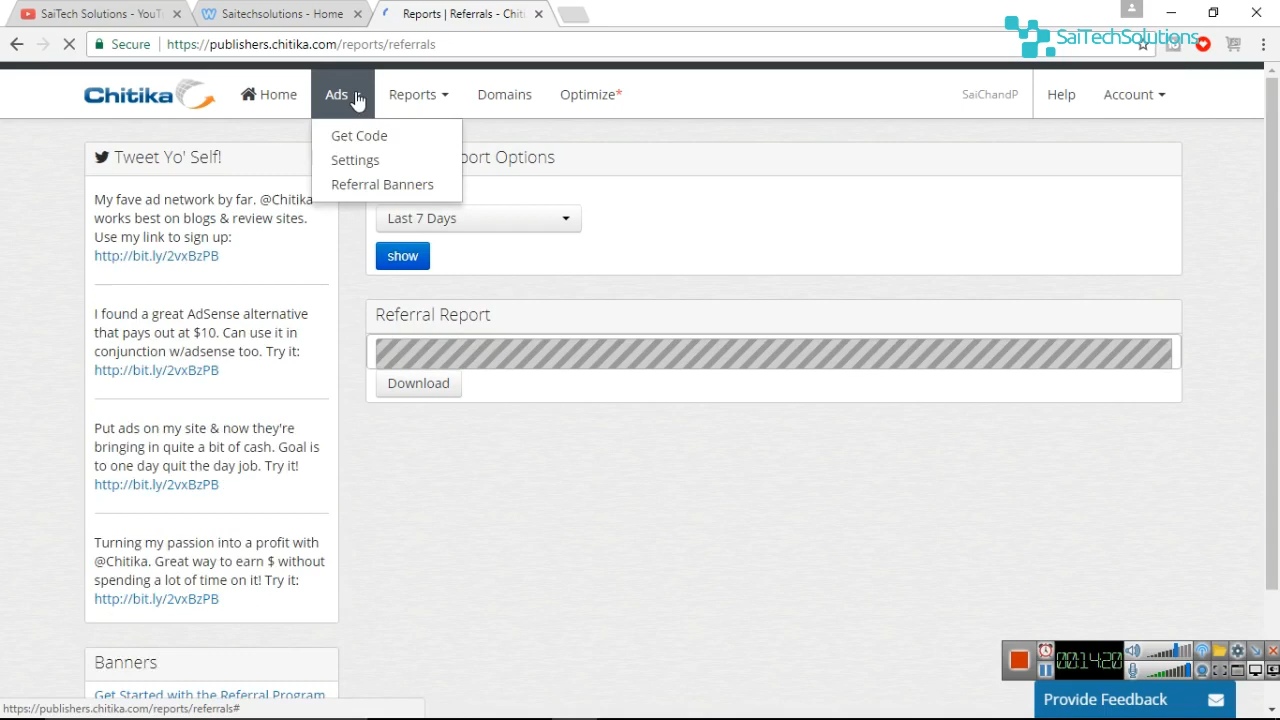 SaiTech Solutions - YouT
Saitechsolutions - Home
Reports | Referrals - Chiti
Secure
https://publishers.chitika.com/reports/referrals
SaiTechSolutions
Chitika
Home
Ads
Reports
Domains
Optimize*
SaiChandP
Help
Account
Get Code
Settings
Referral Banners
Tweet Yo' Self!
My fave ad network by far. @Chitika
works best on blogs & review sites.
Use my link to sign up:
http://bit.ly/2vxBzPB
I found a great AdSense alternative
that pays out at $10. Can use it in
conjunction w/adsense too. Try it:
http://bit.ly/2vxBzPB
Put ads on my site & now they're
bringing in quite a bit of cash. Goal is
to one day quit the day job. Try it!
http://bit.ly/2vxBzPB
Turning my passion into a profit with
@Chitika. Great way to earn $ without
spending a lot of time on it! Try it:
http://bit.ly/2vxBzPB
Banners
Get Started with the Referral Program
port Options
Last 7 Days
show
Referral Report
Download
00:14:20
Provide Feedback
https://publishers.chitika.com/reports/referrals#